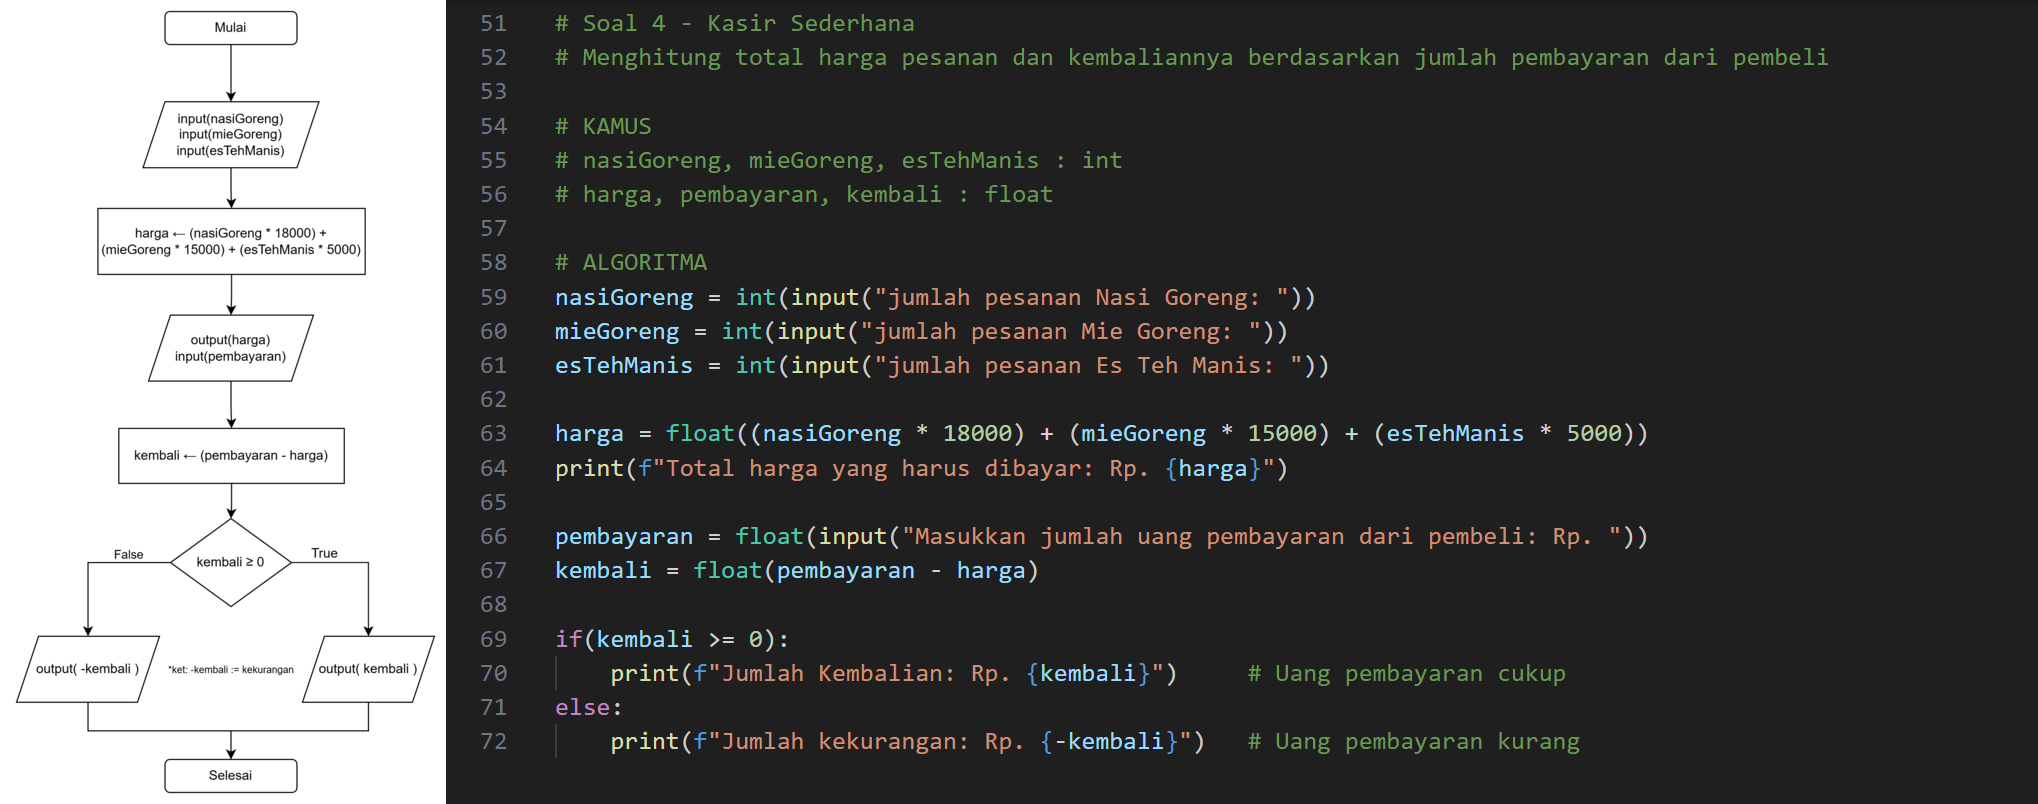 Mulai
input(nasiGoreng)
input(mieGoreng)
input(esTehManis)
harga ← (nasiGoreng * 18000) +
(mieGoreng * 15000) + (esTehManis * 5000)
output(harga)
input(pembayaran)
kembali ← (pembayaran - harga)
False
kembali ≥ 0
True
output( -kembali )
*ket: -kembali := kekurangan
output( kembali )
Selesai
51 # Soal 4 - Kasir Sederhana
52 # Menghitung total harga pesanan dan kembaliannya berdasarkan jumlah pembayaran dari pembeli
53
54 # KAMUS
55 # nasiGoreng, mieGoreng, esTehManis : int
56 # harga, pembayaran, kembali : float
57
58 # ALGORITMA
59 nasiGoreng = int(input("jumlah pesanan Nasi Goreng: "))
60 mieGoreng = int(input("jumlah pesanan Mie Goreng: "))
61 esTehManis = int(input("jumlah pesanan Es Teh Manis: "))
62
63 harga = float((nasiGoreng * 18000) + (mieGoreng * 15000) + (esTehManis * 5000))
64 print(f"Total harga yang harus dibayar: Rp. {harga}")
65
66 pembayaran = float(input("Masukkan jumlah uang pembayaran dari pembeli: Rp. "))
67 kembali = float(pembayaran - harga)
68
69 if(kembali >= 0):
70     print(f"Jumlah Kembalian: Rp. {kembali}")     # Uang pembayaran cukup
71 else:
72     print(f"Jumlah kekurangan: Rp. {-kembali}")   # Uang pembayaran kurang